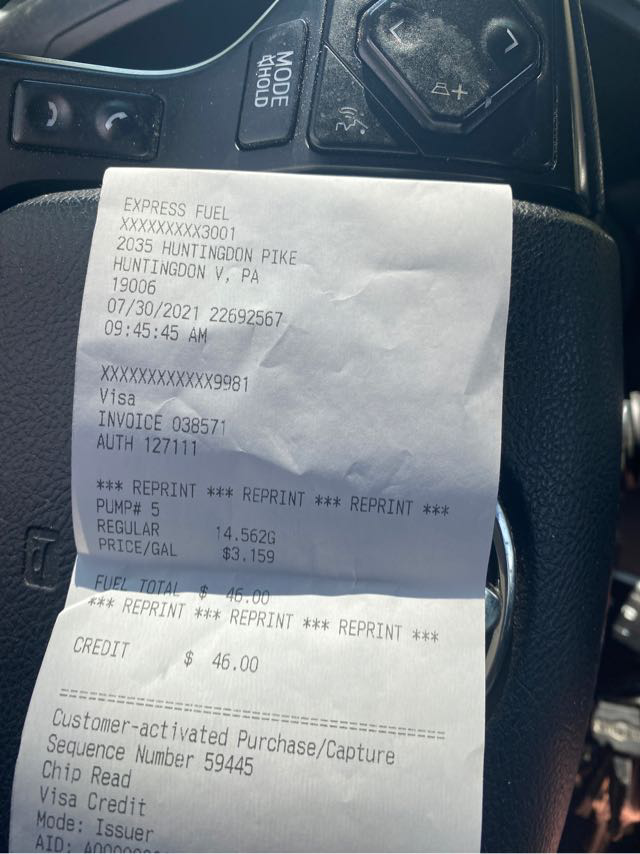 MODE
HOLD
EXPRESS FUEL
XXXXXXXXX3001
2035 HUNTINGDON PIKE
HUNTINGDON V, PA
19006
07/30/2021 22692567
09:45:45 AM
XXXXXXXXXXXX9981
Visa
INVOICE 038571
AUTH 127111
*** REPRINT *** REPRINT *** REPRINT ***
PUMP# 5
REGULAR 14.562G
PRICE/GAL $3.159
FUEL TOTAL $ 46.00
*** REPRINT *** REPRINT *** REPRINT ***
CREDIT $ 46.00
=======================================
Customer-activated Purchase/Capture
Sequence Number 59445
Chip Read
Visa Credit
Mode: Issuer
AID: